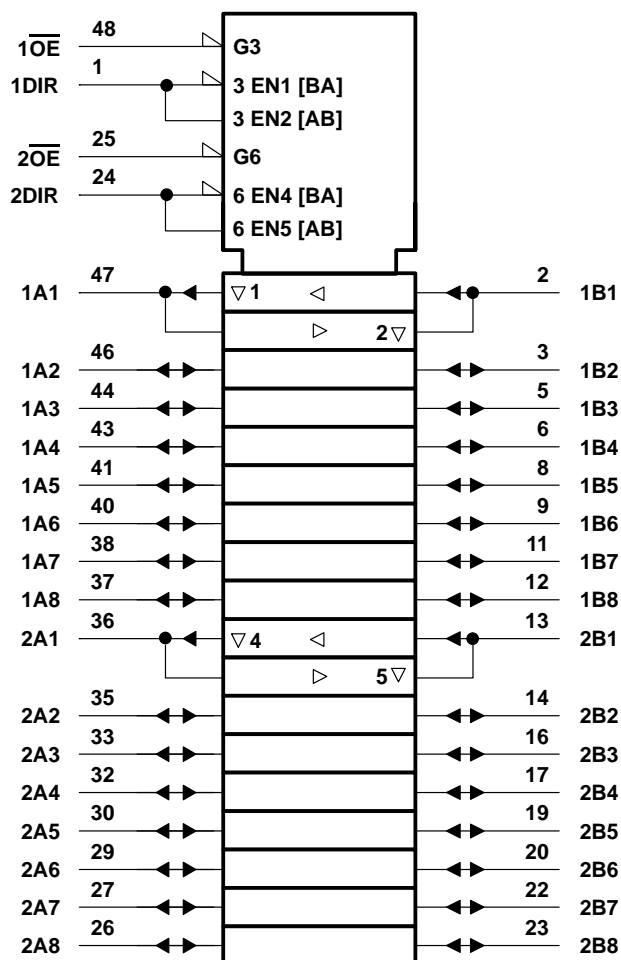 48
1O̅E̅ G3
1
1DIR 3 EN1 [BA]
3 EN2 [AB]
25
2O̅E̅ G6
24
2DIR 6 EN4 [BA]
6 EN5 [AB]
47 2
1A1 ▽1 ◁ 1B1
▷ 2▽
46 3
1A2 1B2
44 5
1A3 1B3
43 6
1A4 1B4
41 8
1A5 1B5
40 9
1A6 1B6
38 11
1A7 1B7
37 12
1A8 1B8
36 13
2A1 ▽4 ◁ 2B1
▷ 5▽
35 14
2A2 2B2
33 16
2A3 2B3
32 17
2A4 2B4
30 19
2A5 2B5
29 20
2A6 2B6
27 22
2A7 2B7
26 23
2A8 2B8